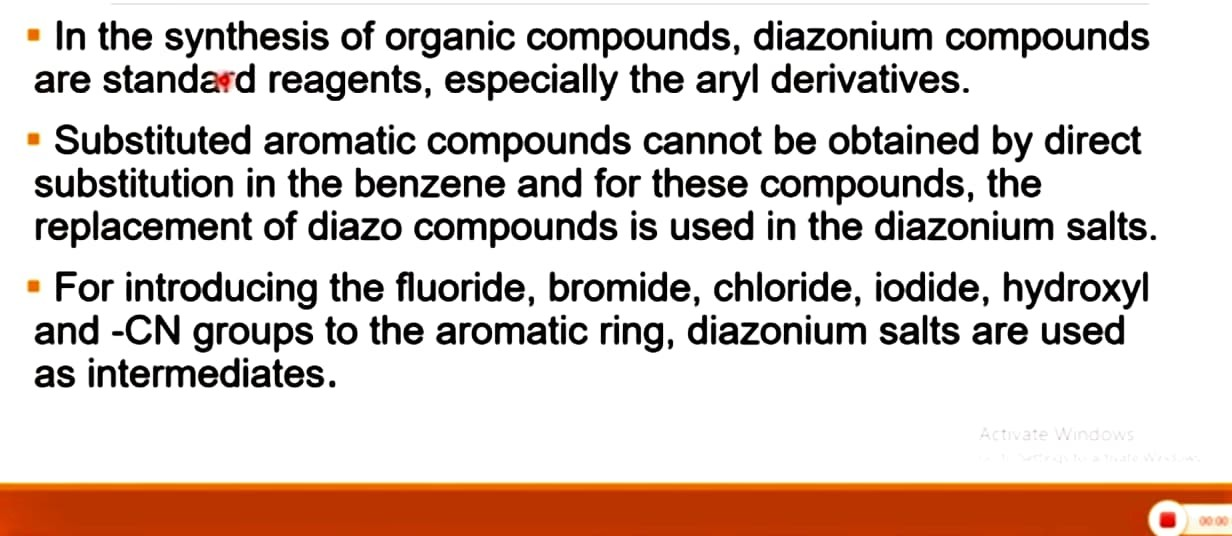 ▪ In the synthesis of organic compounds, diazonium compounds
are standard reagents, especially the aryl derivatives.
▪ Substituted aromatic compounds cannot be obtained by direct
substitution in the benzene and for these compounds, the
replacement of diazo compounds is used in the diazonium salts.
▪ For introducing the fluoride, bromide, chloride, iodide, hydroxyl
and -CN groups to the aromatic ring, diazonium salts are used
as intermediates.
Activate Windows
00:00